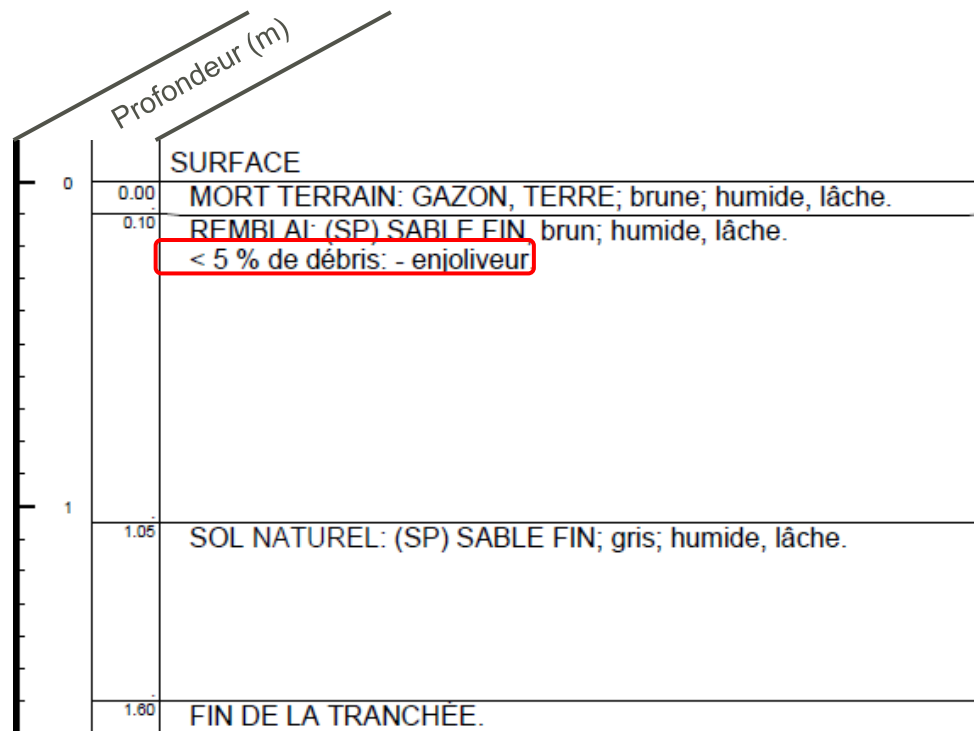 Profondeur (m)
SURFACE
0
0.00
MORT TERRAIN: GAZON, TERRE; brune; humide, lâche.
0.10
REMBLAI: (SP) SABLE FIN, brun; humide, lâche.
< 5 % de débris: - enjoliveur
1
1.05
SOL NATUREL: (SP) SABLE FIN; gris; humide, lâche.
1.60
FIN DE LA TRANCHÉE.